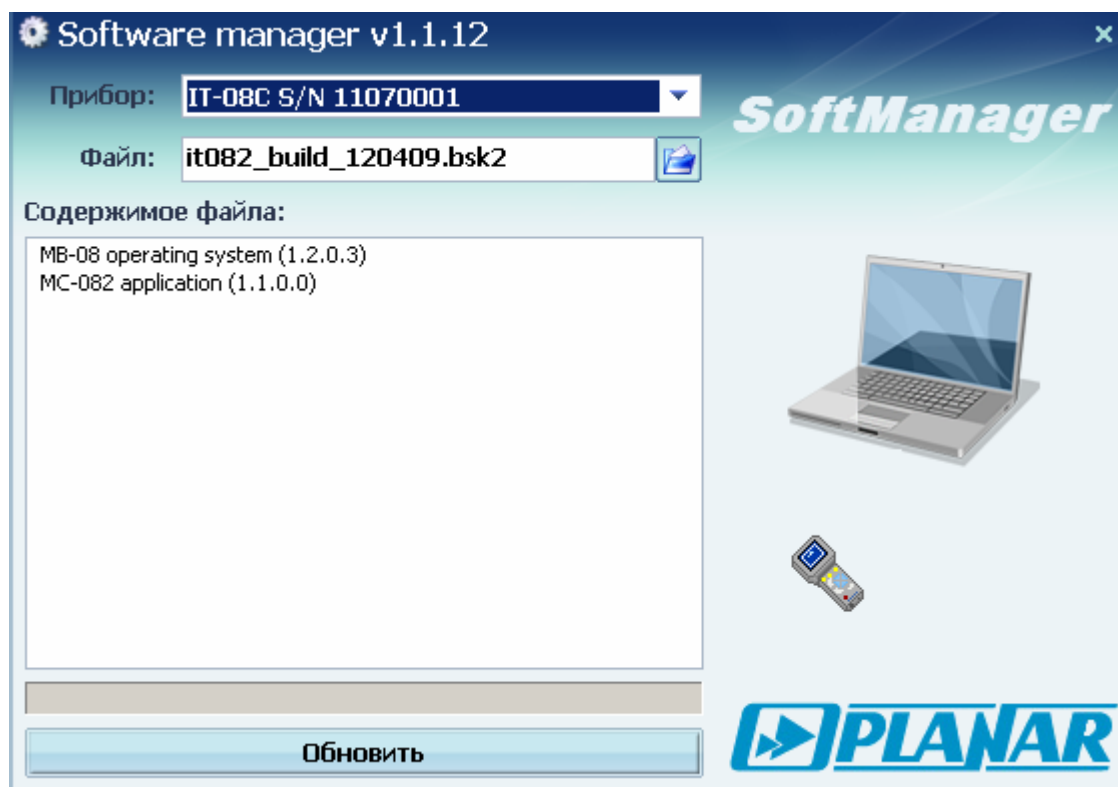 Software manager v1.1.12
Прибор: IT-08C S/N 11070001
SoftManager
Файл: it082_build_120409.bsk2
Содержимое файла:
MB-08 operating system (1.2.0.3)
MC-082 application (1.1.0.0)
Обновить
PLANAR